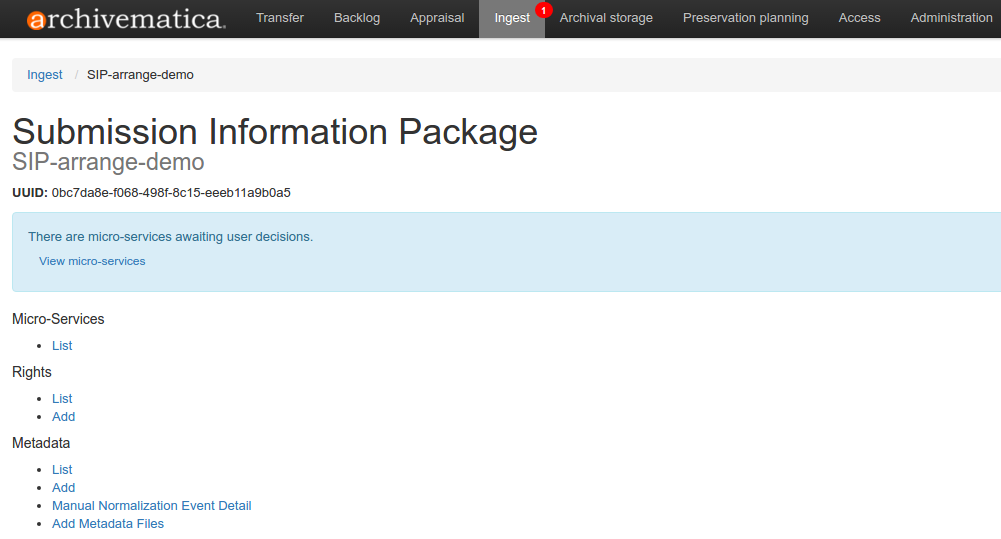 archivematica Transfer Backlog Appraisal Ingest 1 Archival storage Preservation planning Access Administration
Ingest / SIP-arrange-demo
Submission Information Package
SIP-arrange-demo
UUID: 0bc7da8e-f068-498f-8c15-eeeb11a9b0a5
There are micro-services awaiting user decisions.
View micro-services
Micro-Services
• List
Rights
• List
• Add
Metadata
• List
• Add
• Manual Normalization Event Detail
• Add Metadata Files